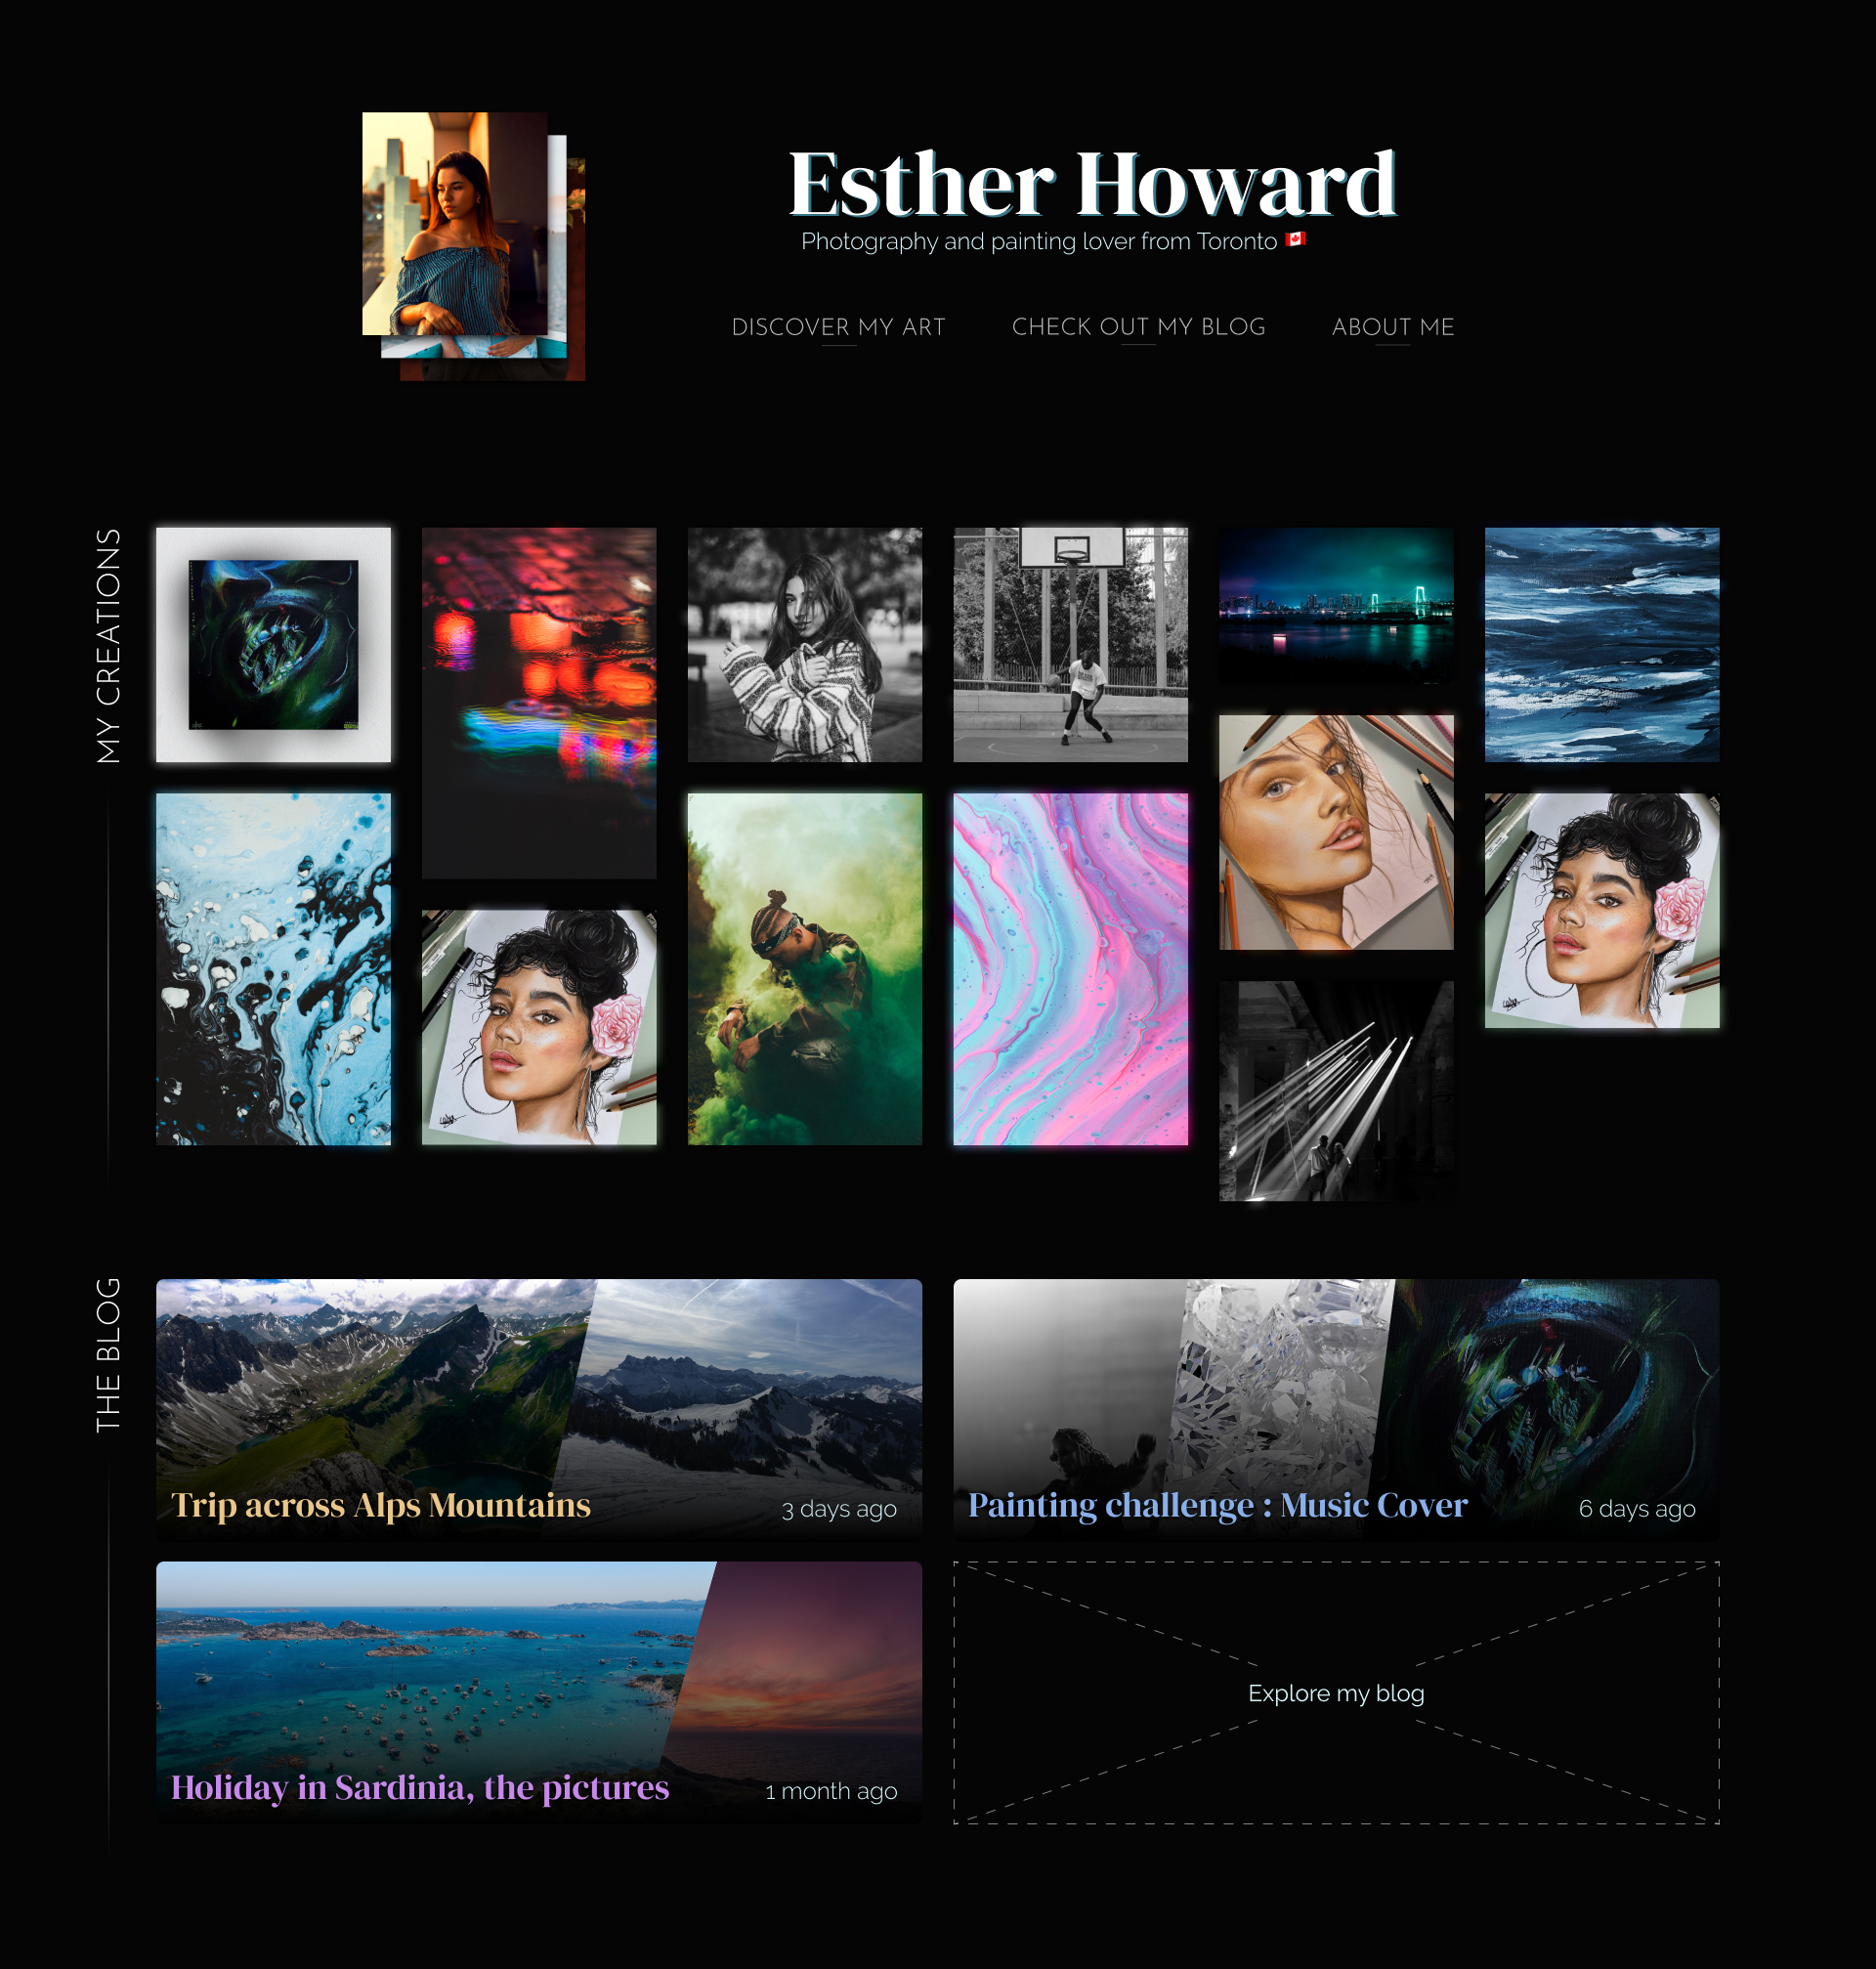 Esther Howard
Photography and painting lover from Toronto 🇨🇦
DISCOVER MY ART
CHECK OUT MY BLOG
ABOUT ME
MY CREATIONS
THE BLOG
Trip across Alps Mountains
3 days ago
Painting challenge : Music Cover
6 days ago
Holiday in Sardinia, the pictures
1 month ago
Explore my blog